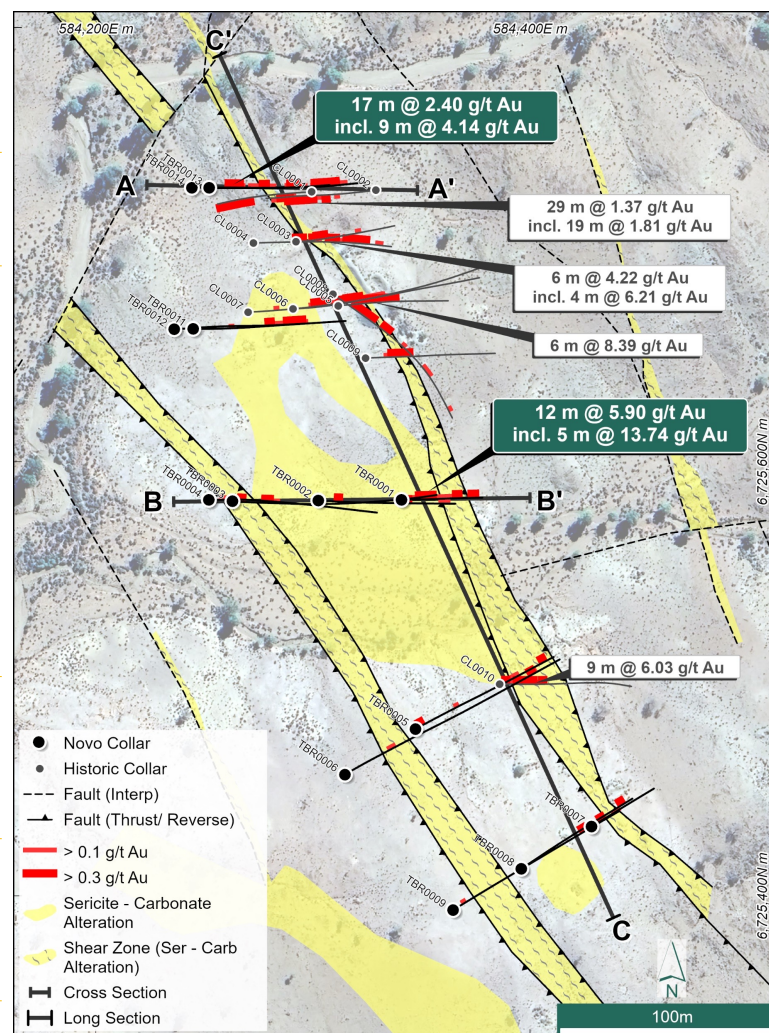 584,200E m
584,400E m
C'
17 m @ 2.40 g/t Au
incl. 9 m @ 4.14 g/t Au
A
TBR0014
TBR0013
CL0001
CL0002
A'
29 m @ 1.37 g/t Au
incl. 19 m @ 1.81 g/t Au
CL0004
CL0003
6 m @ 4.22 g/t Au
incl. 4 m @ 6.21 g/t Au
CL0008
CL0005
CL0006
CL0007
TBR0011
TBR0012
6 m @ 8.39 g/t Au
CL0009
12 m @ 5.90 g/t Au
incl. 5 m @ 13.74 g/t Au
6,725,600N m
B
TBR0004
TBR0003
TBR0002
TBR0001
B'
CL0010
9 m @ 6.03 g/t Au
TBR0005
TBR0006
TBR0007
TBR0008
TBR0009
6,725,400N m
C
Novo Collar
Historic Collar
Fault (Interp)
Fault (Thrust/ Reverse)
> 0.1 g/t Au
> 0.3 g/t Au
Sericite - Carbonate
Alteration
Shear Zone (Ser - Carb
Alteration)
Cross Section
Long Section
N
100m